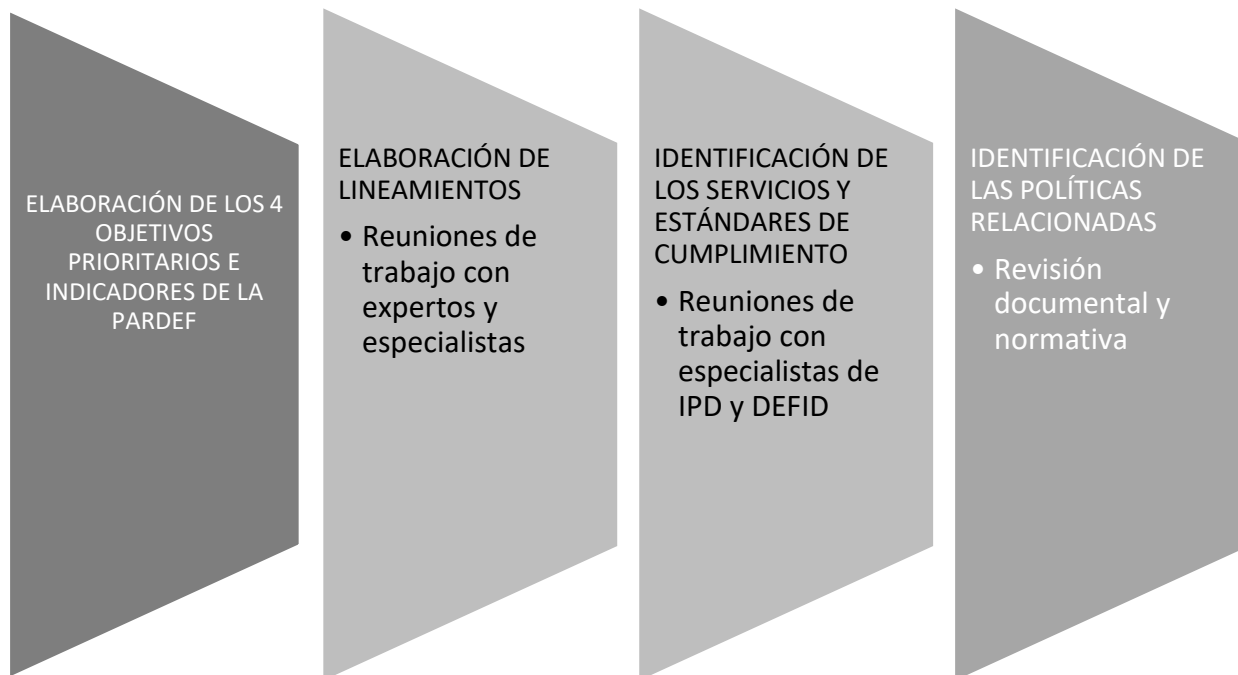 ELABORACIÓN DE LOS 4
OBJETIVOS
PRIORITARIOS E
INDICADORES DE LA
PARDEF
ELABORACIÓN DE
LINEAMIENTOS
• Reuniones de
trabajo con
expertos y
especialistas
IDENTIFICACIÓN DE
LOS SERVICIOS Y
ESTÁNDARES DE
CUMPLIMIENTO
• Reuniones de
trabajo con
especialistas de
IPD y DEFID
IDENTIFICACIÓN DE
LAS POLÍTICAS
RELACIONADAS
• Revisión
documental y
normativa